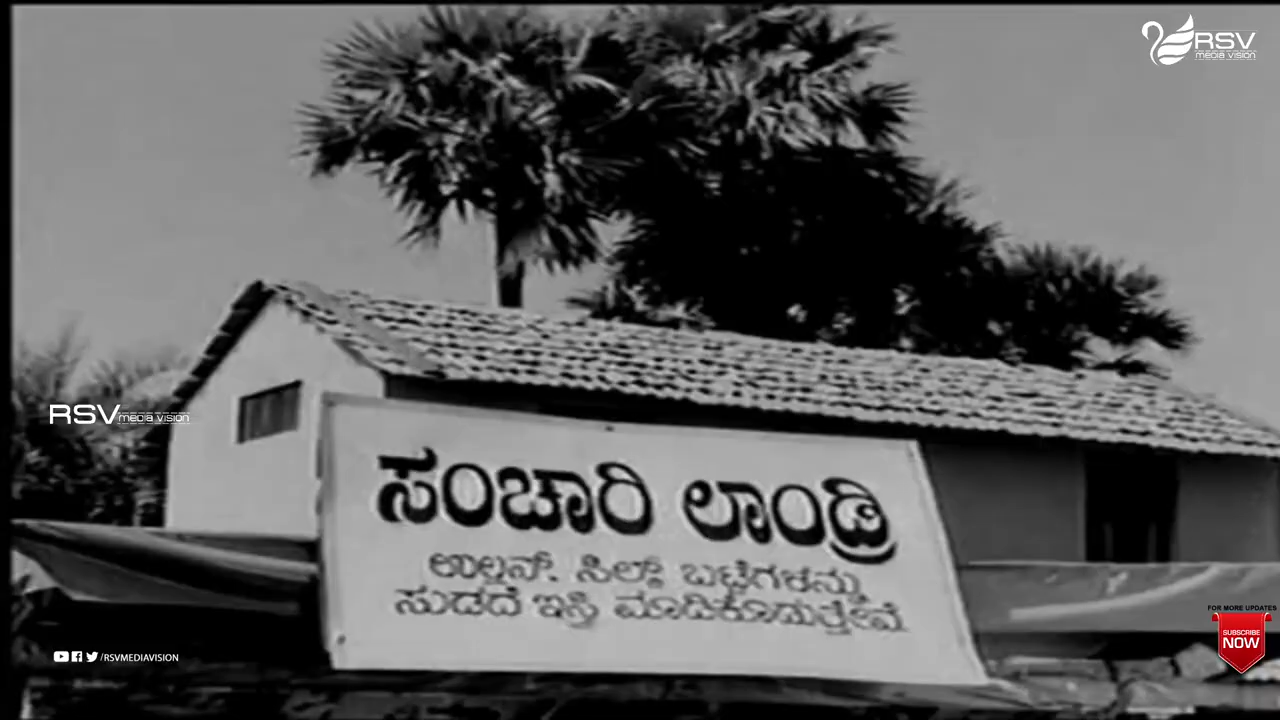 RSV
media vision
ಸಂಚಾರಿ ಲಾಂಡ್ರಿ
ಉಲ್ಲನ್. ಸಿಲ್ಕ್ ಬಟ್ಟೆಗಳನ್ನು
ಸುಡದೆ ಇಸ್ತ್ರಿ ಮಾಡಿಕೂಡುತ್ತೇವೆ
RSV media vision
/RSVMEDIAVISION
FOR MORE UPDATES
SUBSCRIBE
NOW